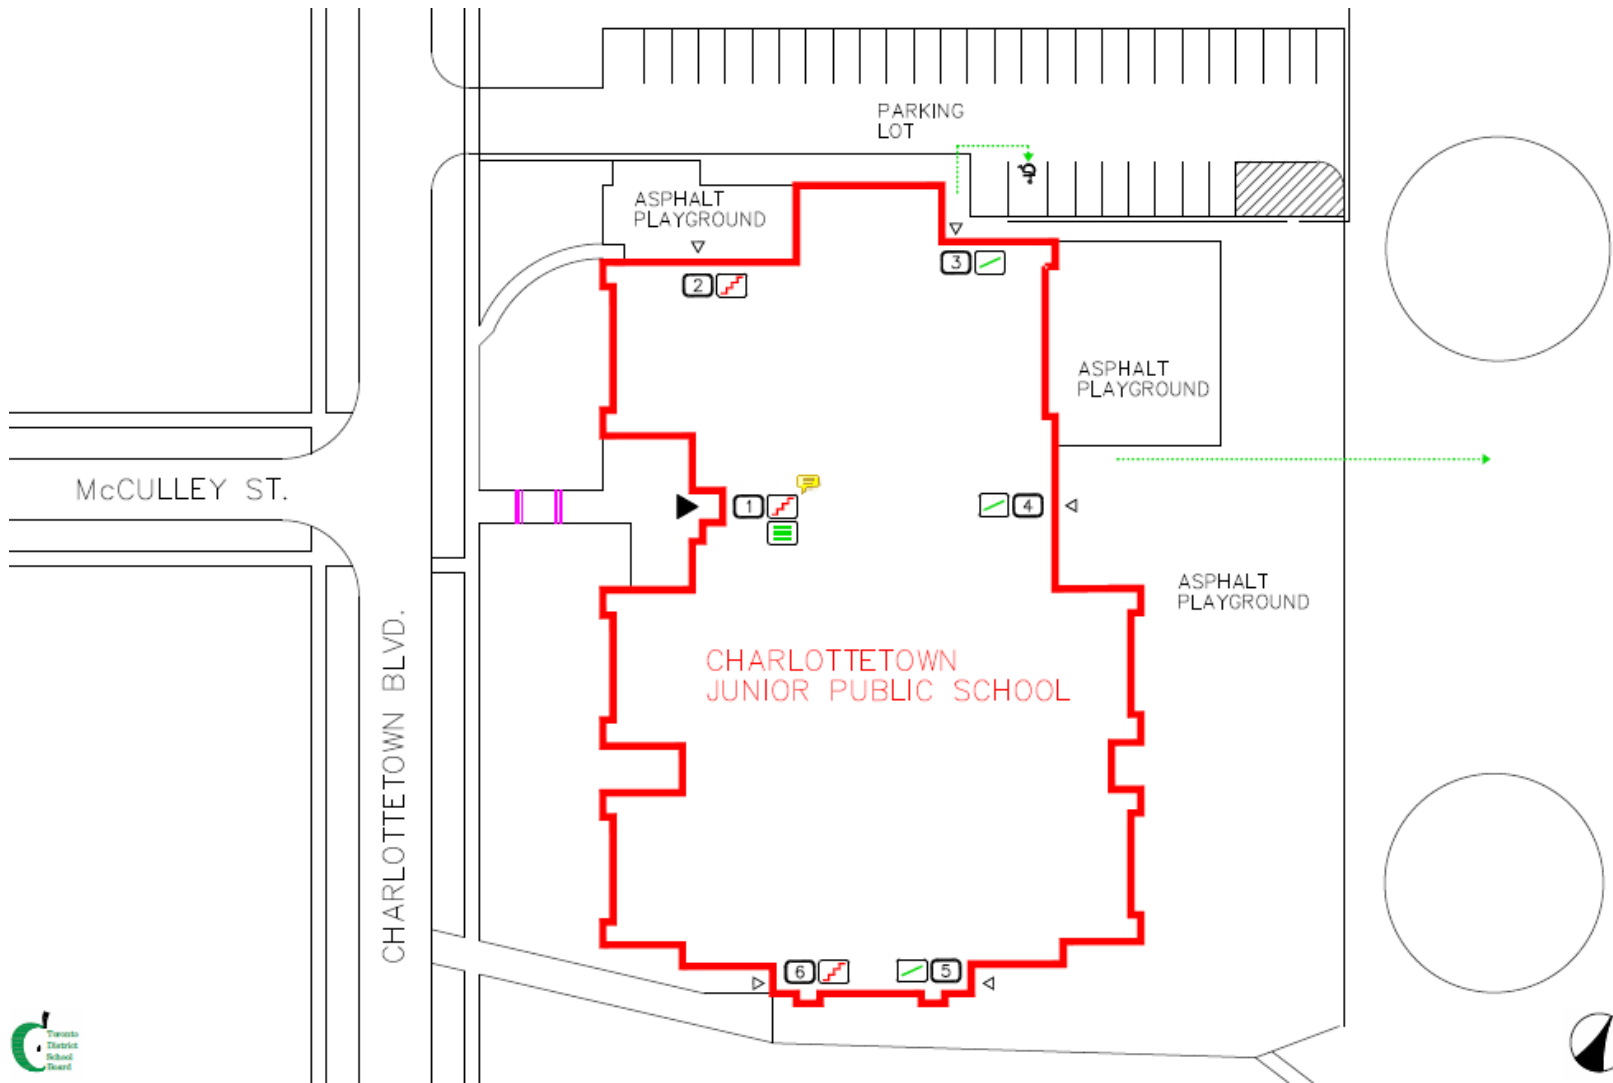 PARKING
LOT
ASPHALT
PLAYGROUND
3
2
ASPHALT
PLAYGROUND
McCULLEY ST.
1
4
ASPHALT
PLAYGROUND
CHARLOTTETOWN BLVD.
CHARLOTTETOWN
JUNIOR PUBLIC SCHOOL
6
5
Toronto
District
School
Board